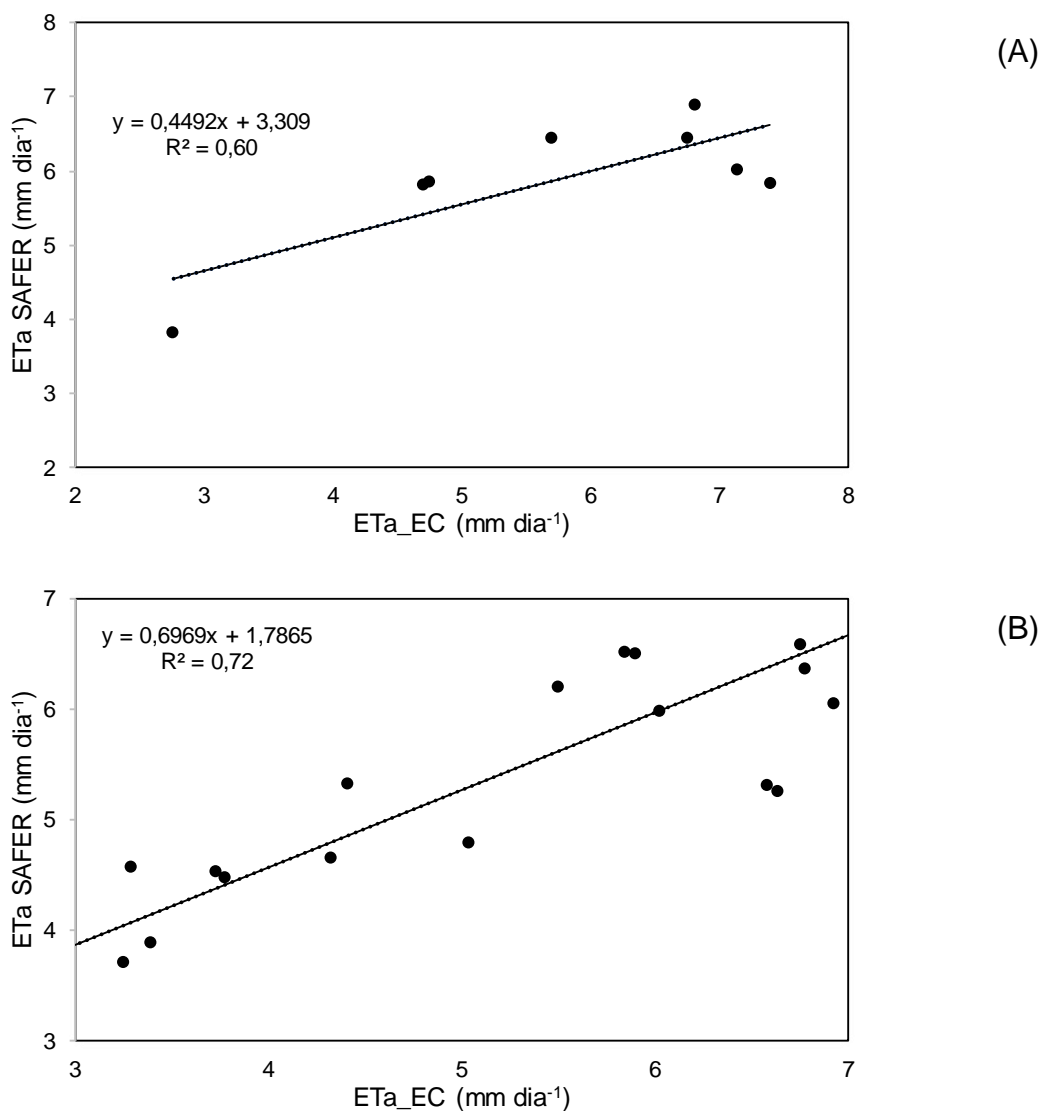 (A)
8
7
6
5
4
3
2
ETa SAFER (mm dia⁻¹)
y = 0,4492x + 3,309
R² = 0,60
2 3 4 5 6 7 8
ETa_EC (mm dia⁻¹)
(B)
7
6
5
4
3
ETa SAFER (mm dia⁻¹)
y = 0,6969x + 1,7865
R² = 0,72
3 4 5 6 7
ETa_EC (mm dia⁻¹)